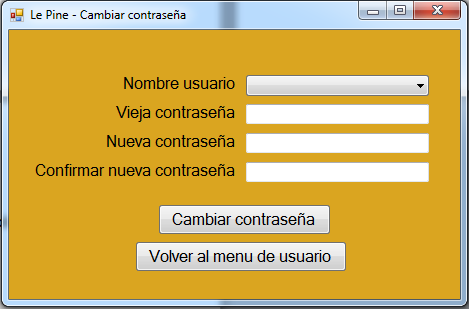 Le Pine - Cambiar contraseña
Nombre usuario
Vieja contraseña
Nueva contraseña
Confirmar nueva contraseña
Cambiar contraseña
Volver al menu de usuario